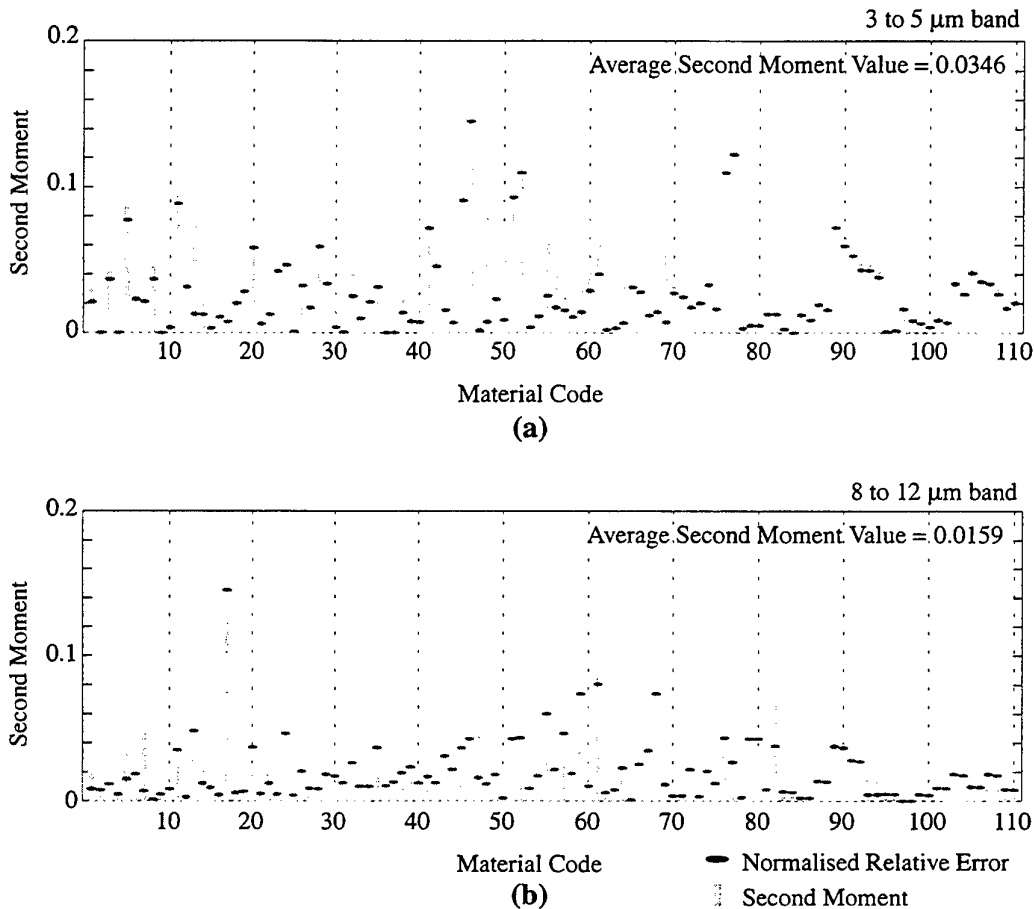 3 to 5 μm band
0.2
Average Second Moment Value = 0.0346
Second Moment
0.1
0
10 20 30 40 50 60 70 80 90 100 110
Material Code
(a)
8 to 12 μm band
0.2
Average Second Moment Value = 0.0159
Second Moment
0.1
0
10 20 30 40 50 60 70 80 90 100 110
Material Code
Normalised Relative Error
(b)
Second Moment